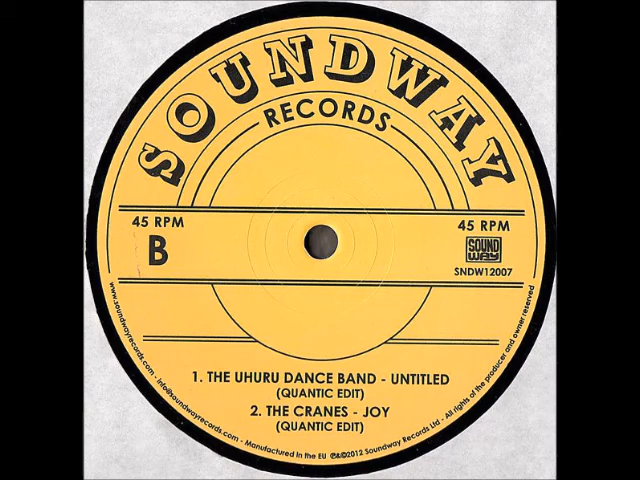 SOUNDWAY
RECORDS
45 RPM
45 RPM
B
SOUND
WAY
SNDW12007
1. THE UHURU DANCE BAND - UNTITLED
(QUANTIC EDIT)
2. THE CRANES - JOY
(QUANTIC EDIT)
www.soundwayrecords.com - info@soundwayrecords.com - Manufactured in the EU ℗&©2012 Soundway Records Ltd - All rights of the producer and owner reserved